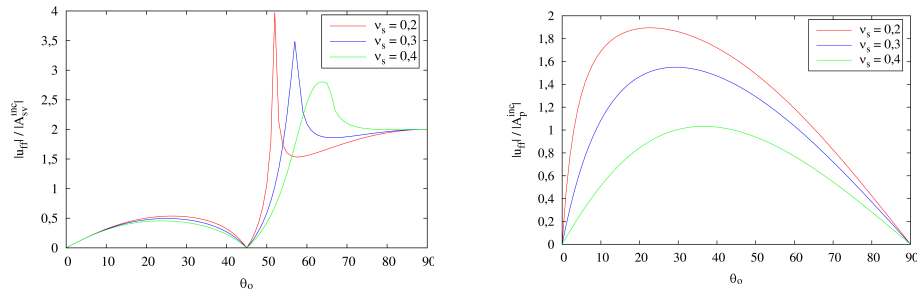 |u_ff| / |A_sv^inc|
4
3,5
3
2,5
2
1,5
1
0,5
0
ν_s = 0,2
ν_s = 0,3
ν_s = 0,4
0 10 20 30 40 50 60 70 80 90
θ_o
|u_ff| / |A_p^inc|
2
1,8
1,6
1,4
1,2
1
0,8
0,6
0,4
0,2
0
ν_s = 0,2
ν_s = 0,3
ν_s = 0,4
0 10 20 30 40 50 60 70 80 90
θ_o